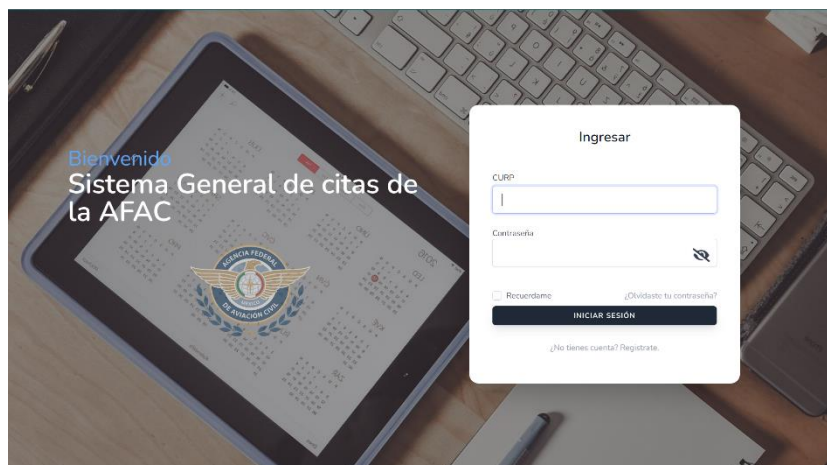 Bienvenido
Sistema General de citas de
la AFAC
AGENCIA FEDERAL
MÉXICO
DE AVIACIÓN CIVIL
Ingresar
CURP
Contraseña
Recuerdame
¿Olvidaste tu contraseña?
INICIAR SESIÓN
¿No tienes cuenta? Registrate.